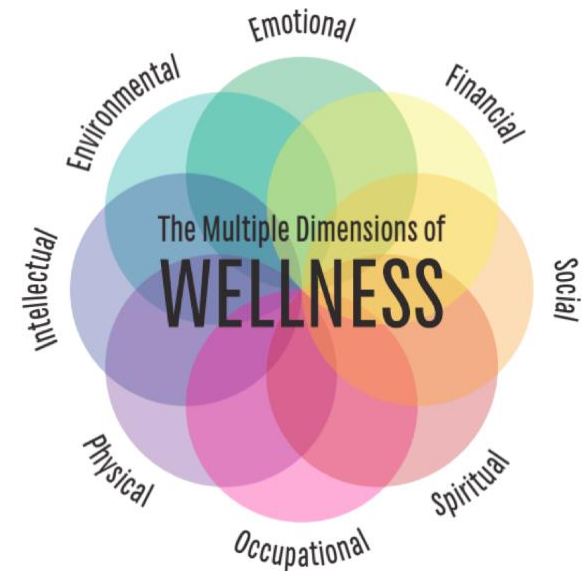 Emotional
Financial
Social
Spiritual
Occupational
Physical
Intellectual
Environmental
The Multiple Dimensions of
WELLNESS